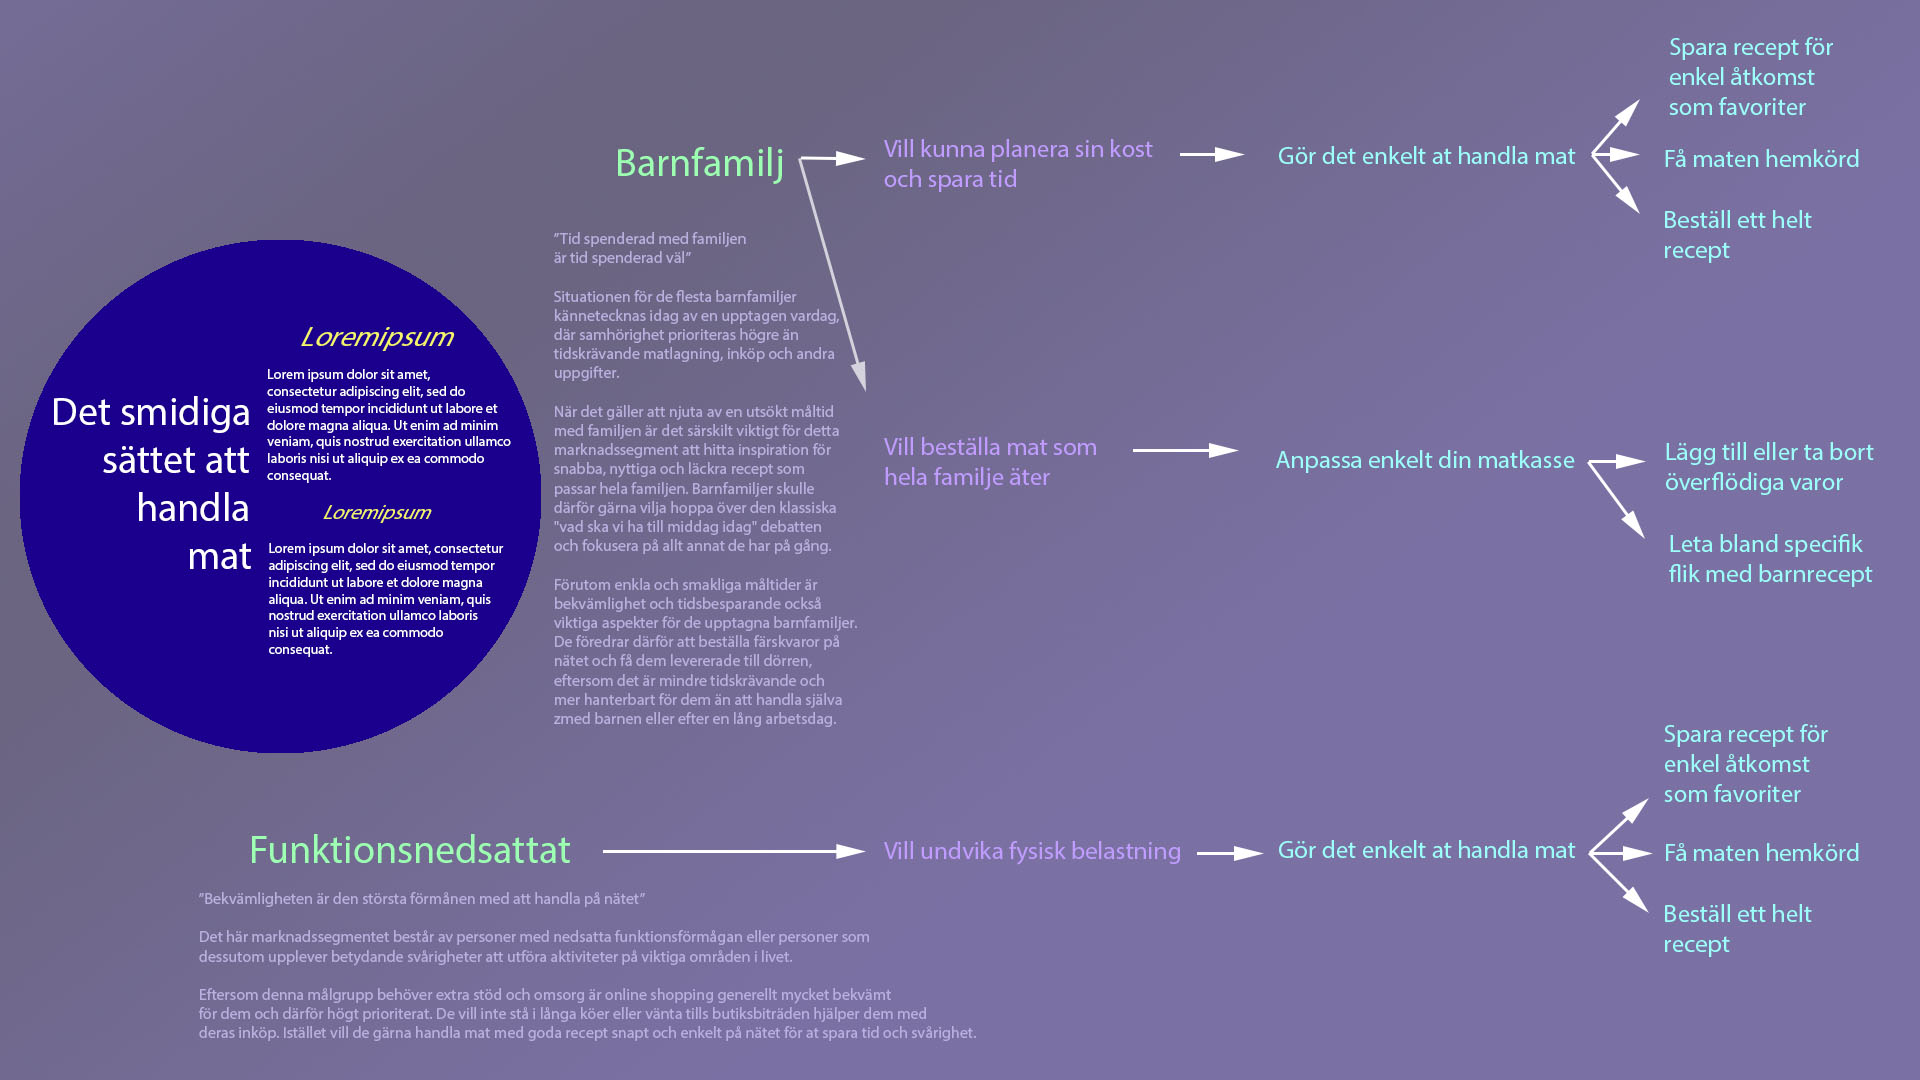 Det smidiga
sättet att
handla
mat
Loremipsum
Lorem ipsum dolor sit amet,
consectetur adipiscing elit, sed do
eiusmod tempor incididunt ut labore et
dolore magna aliqua. Ut enim ad minim
veniam, quis nostrud exercitation ullamco
laboris nisi ut aliquip ex ea commodo
consequat.
Loremipsum
Lorem ipsum dolor sit amet, consectetur
adipiscing elit, sed do eiusmod tempor
incididunt ut labore et dolore magna
aliqua. Ut enim ad minim veniam, quis
nostrud exercitation ullamco laboris
nisi ut aliquip ex ea commodo
consequat.
Barnfamilj
”Tid spenderad med familjen
är tid spenderad väl”
Situationen för de flesta barnfamiljer
kännetecknas idag av en upptagen vardag,
där samhörighet prioriteras högre än
tidskrävande matlagning, inköp och andra
uppgifter.
När det gäller att njuta av en utsökt måltid
med familjen är det särskilt viktigt för detta
marknadssegment att hitta inspiration för
snabba, nyttiga och läckra recept som
passar hela familjen. Barnfamiljer skulle
därför gärna vilja hoppa över den klassiska
"vad ska vi ha till middag idag" debatten
och fokusera på allt annat de har på gång.
Förutom enkla och smakliga måltider är
bekvämlighet och tidsbesparande också
viktiga aspekter för de upptagna barnfamiljer.
De föredrar därför att beställa färskvaror på
nätet och få dem levererade till dörren,
eftersom det är mindre tidskrävande och
mer hanterbart för dem än att handla själva
zmed barnen eller efter en lång arbetsdag.
Vill kunna planera sin kost
och spara tid
Gör det enkelt at handla mat
Spara recept för
enkel åtkomst
som favoriter
Få maten hemkörd
Beställ ett helt
recept
Vill beställa mat som
hela familje äter
Anpassa enkelt din matkasse
Lägg till eller ta bort
överflödiga varor
Leta bland specifik
flik med barnrecept
Funktionsnedsattat
”Bekvämligheten är den största förmånen med att handla på nätet”
Det här marknadssegmentet består av personer med nedsatta funktionsförmågan eller personer som
dessutom upplever betydande svårigheter att utföra aktiviteter på viktiga områden i livet.
Eftersom denna målgrupp behöver extra stöd och omsorg är online shopping generellt mycket bekvämt
för dem och därför högt prioriterat. De vill inte stå i långa köer eller vänta tills butiksbiträden hjälper dem med
deras inköp. Istället vill de gärna handla mat med goda recept snapt och enkelt på nätet för at spara tid och svårighet.
Vill undvika fysisk belastning
Gör det enkelt at handla mat
Spara recept för
enkel åtkomst
som favoriter
Få maten hemkörd
Beställ ett helt
recept